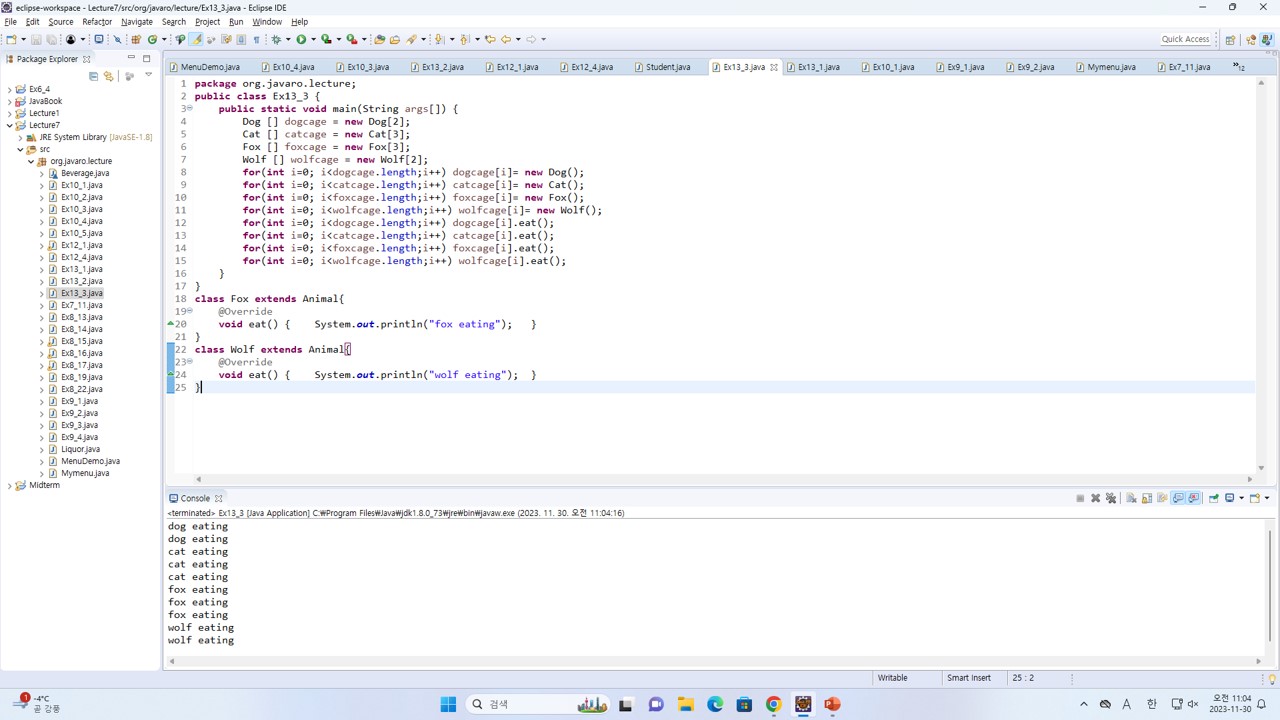 eclipse-workspace - Lecture7/src/org/javaro/lecture/Ex13_3.java - Eclipse IDE
File Edit Source Refactor Navigate Search Project Run Window Help
Quick Access
Package Explorer
MenuDemo.java Ex10_4.java Ex10_3.java Ex13_2.java Ex12_1.java Ex12_4.java Student.java Ex13_3.java Ex13_1.java Ex10_1.java Ex9_1.java Ex9_2.java Mymenu.java Ex7_11.java »12
Ex6_4
JavaBook
Lecture1
Lecture7
JRE System Library [JavaSE-1.8]
src
org.javaro.lecture
Beverage.java
Ex10_1.java
Ex10_2.java
Ex10_3.java
Ex10_4.java
Ex10_5.java
Ex12_1.java
Ex12_4.java
Ex13_1.java
Ex13_2.java
Ex13_3.java
Ex7_11.java
Ex8_13.java
Ex8_14.java
Ex8_15.java
Ex8_16.java
Ex8_17.java
Ex8_19.java
Ex8_22.java
Ex9_1.java
Ex9_2.java
Ex9_3.java
Ex9_4.java
Liquor.java
MenuDemo.java
Mymenu.java
Midterm
1 package org.javaro.lecture;
2 public class Ex13_3 {
3 public static void main(String args[]) {
4 Dog [] dogcage = new Dog[2];
5 Cat [] catcage = new Cat[3];
6 Fox [] foxcage = new Fox[3];
7 Wolf [] wolfcage = new Wolf[2];
8 for(int i=0; i<dogcage.length;i++) dogcage[i]= new Dog();
9 for(int i=0; i<catcage.length;i++) catcage[i]= new Cat();
10 for(int i=0; i<foxcage.length;i++) foxcage[i]= new Fox();
11 for(int i=0; i<wolfcage.length;i++) wolfcage[i]= new Wolf();
12 for(int i=0; i<dogcage.length;i++) dogcage[i].eat();
13 for(int i=0; i<catcage.length;i++) catcage[i].eat();
14 for(int i=0; i<foxcage.length;i++) foxcage[i].eat();
15 for(int i=0; i<wolfcage.length;i++) wolfcage[i].eat();
16 }
17 }
18 class Fox extends Animal{
19 @Override
20 void eat() { System.out.println("fox eating"); }
21 }
22 class Wolf extends Animal{
23 @Override
24 void eat() { System.out.println("wolf eating"); }
25 }
Console
<terminated> Ex13_3 [Java Application] C:₩Program Files₩Java₩jdk1.8.0_73₩jre₩bin₩javaw.exe (2023. 11. 30. 오전 11:04:16)
dog eating
dog eating
cat eating
cat eating
cat eating
fox eating
fox eating
fox eating
wolf eating
wolf eating
Writable Smart Insert 25 : 2
1 -4°C
곧 강풍
검색
A 한
오전 11:04
2023-11-30